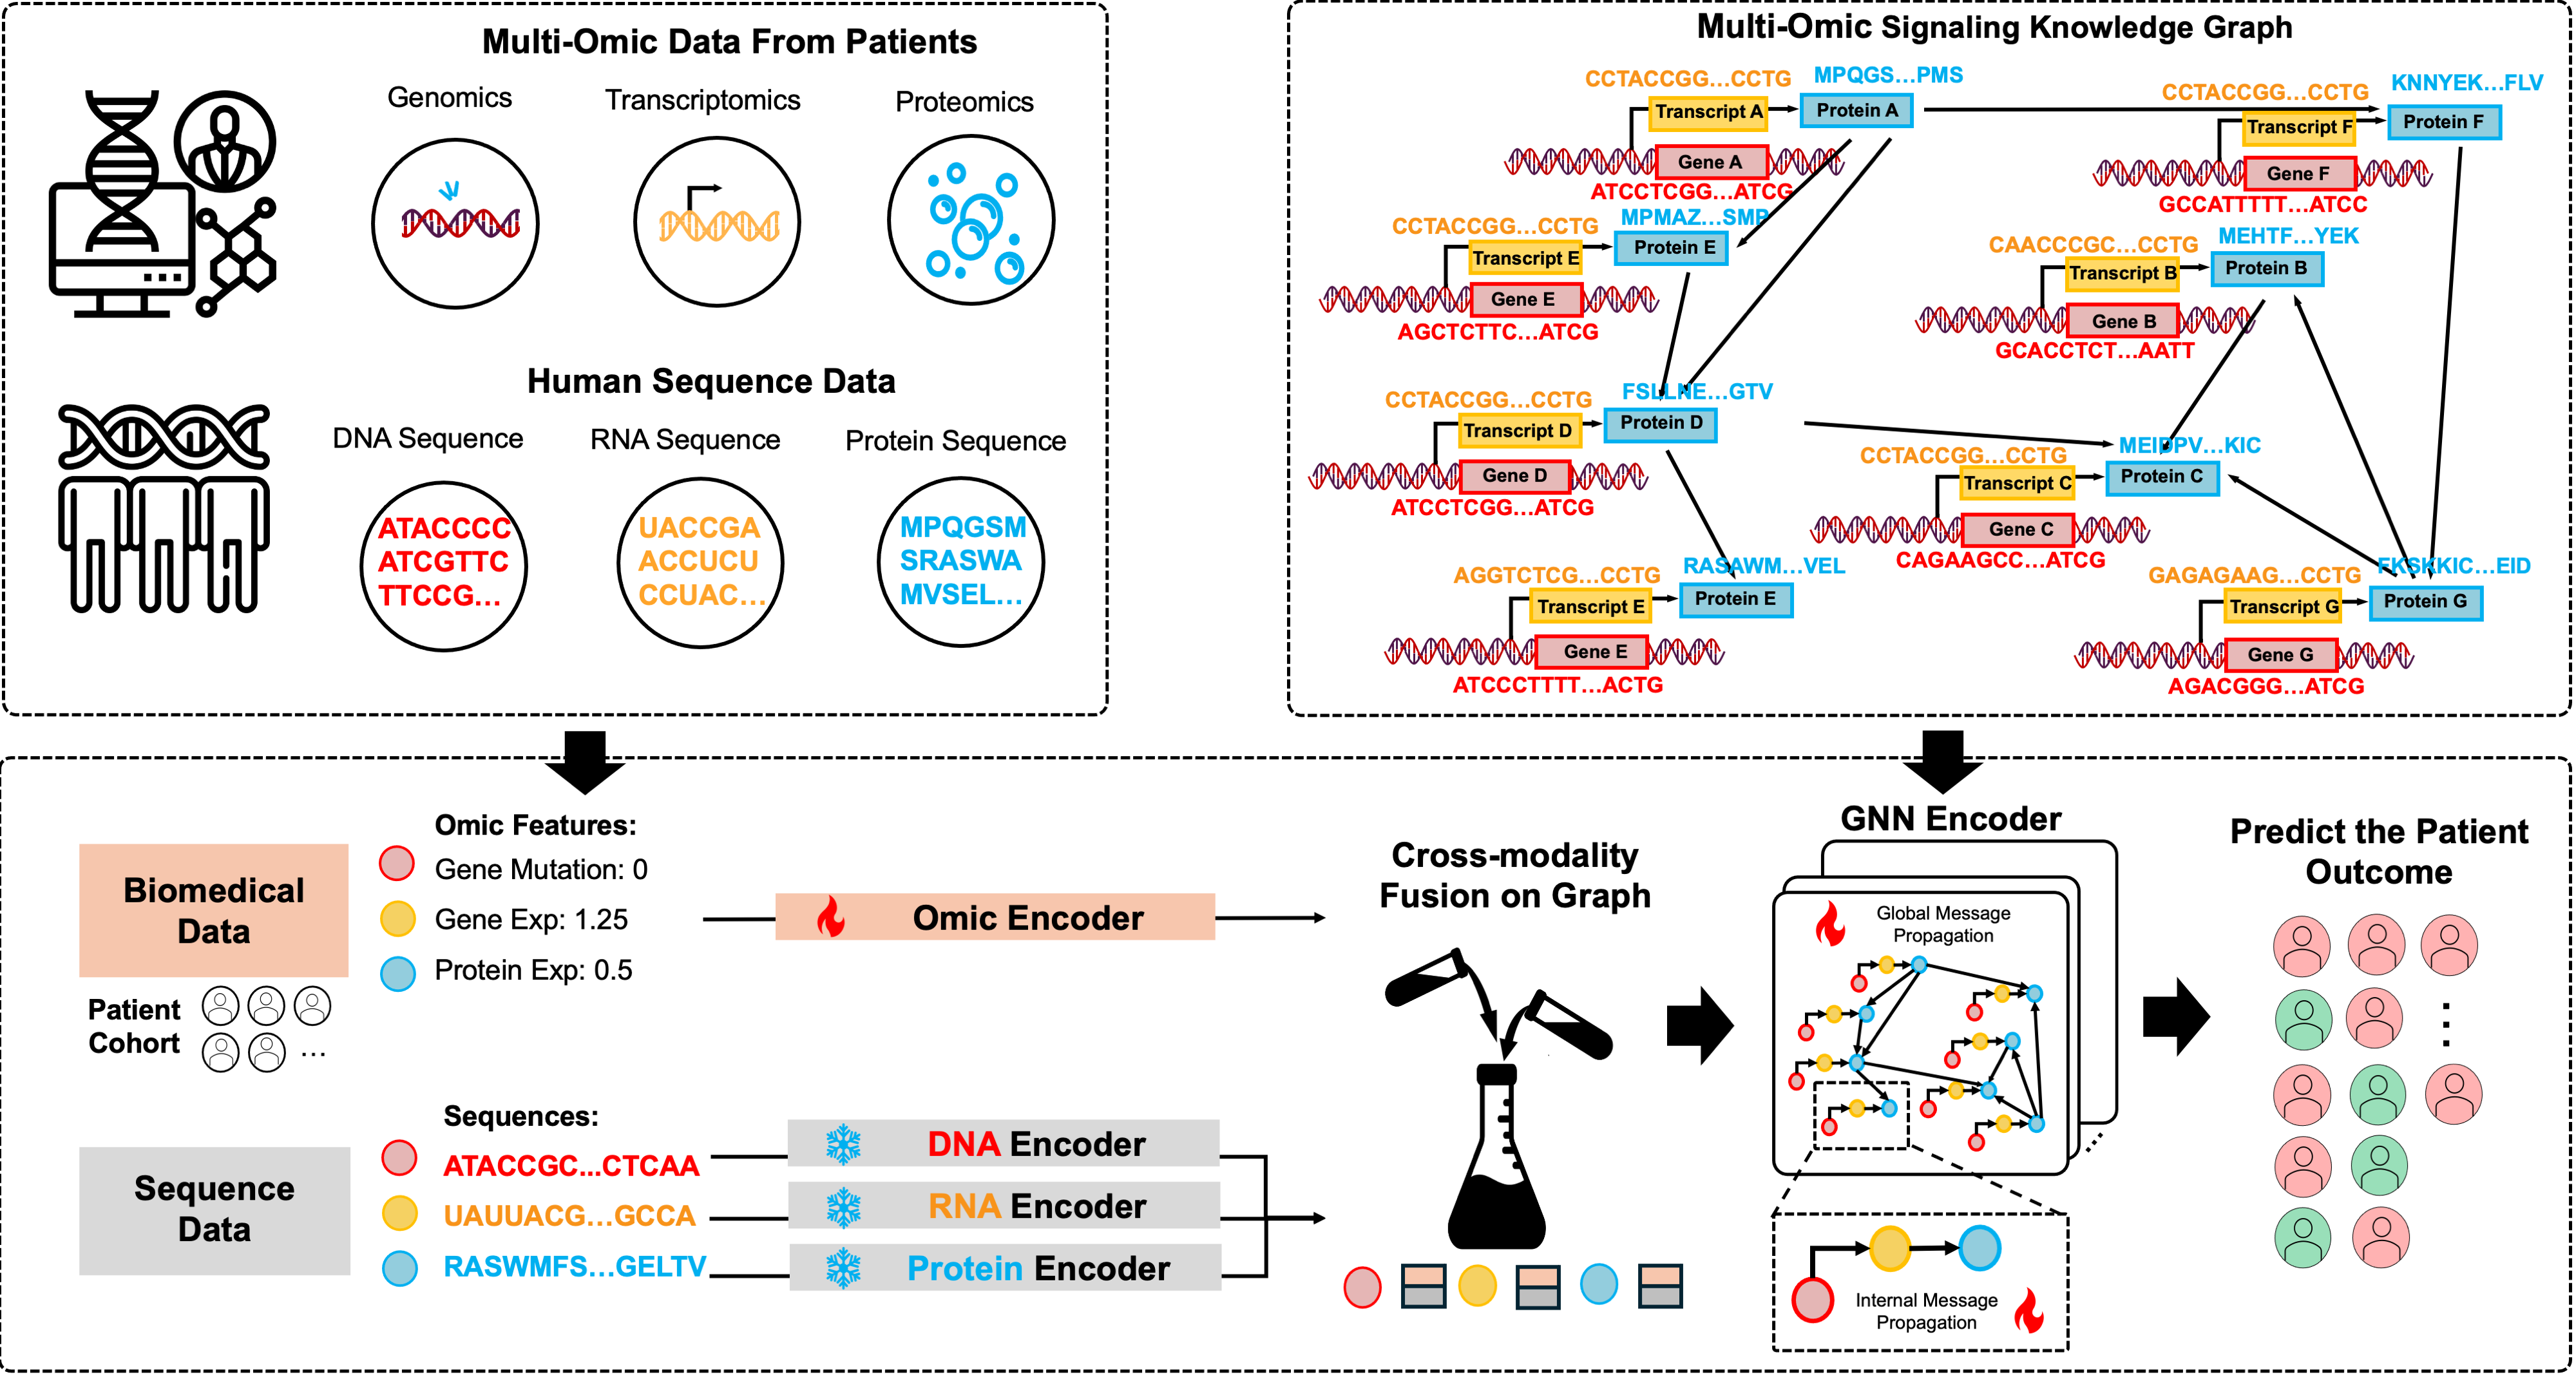 Multi-Omic Data From Patients
Genomics
Transcriptomics
Proteomics
Human Sequence Data
DNA Sequence
RNA Sequence
Protein Sequence
ATACCCC
ATCGTTC
TTCCG...
UACCGA
ACCUCU
CCUAC...
MPQGSM
SRASWA
MVSEL...
Multi-Omic Signaling Knowledge Graph
CCTACCGG...CCTG
MPQGS...PMS
Transcript A
Protein A
Gene A
ATCCTCGG...ATCG
CCTACCGG...CCTG
KNNYEK...FLV
Transcript F
Protein F
Gene F
GCCATTTTT...ATCC
CCTACCGG...CCTG
MPMAZ...SMP
Transcript E
Protein E
Gene E
AGCTCTTC...ATCG
CAACCCGC...CCTG
MEHTF...YEK
Transcript B
Protein B
Gene B
GCACCTCT...AATT
CCTACCGG...CCTG
FSLLNE...GTV
Transcript D
Protein D
Gene D
ATCCTCGG...ATCG
CCTACCGG...CCTG
MEIDPV...KIC
Transcript C
Protein C
Gene C
CAGAAGCC...ATCG
AGGTCTCG...CCTG
RASAWM...VEL
Transcript E
Protein E
Gene E
ATCCCTTTT...ACTG
GAGAGAAG...CCTG
FKSKKIC...EID
Transcript G
Protein G
Gene G
AGACGGG...ATCG
Biomedical
Data
Patient
Cohort
...
Omic Features:
Gene Mutation: 0
Gene Exp: 1.25
Protein Exp: 0.5
Omic Encoder
Sequence
Data
Sequences:
ATACCGC...CTCAA
UAUUACG...GCCA
RASWMFS...GELTV
DNA Encoder
RNA Encoder
Protein Encoder
Cross-modality
Fusion on Graph
GNN Encoder
Global Message
Propagation
Internal Message
Propagation
Predict the Patient
Outcome